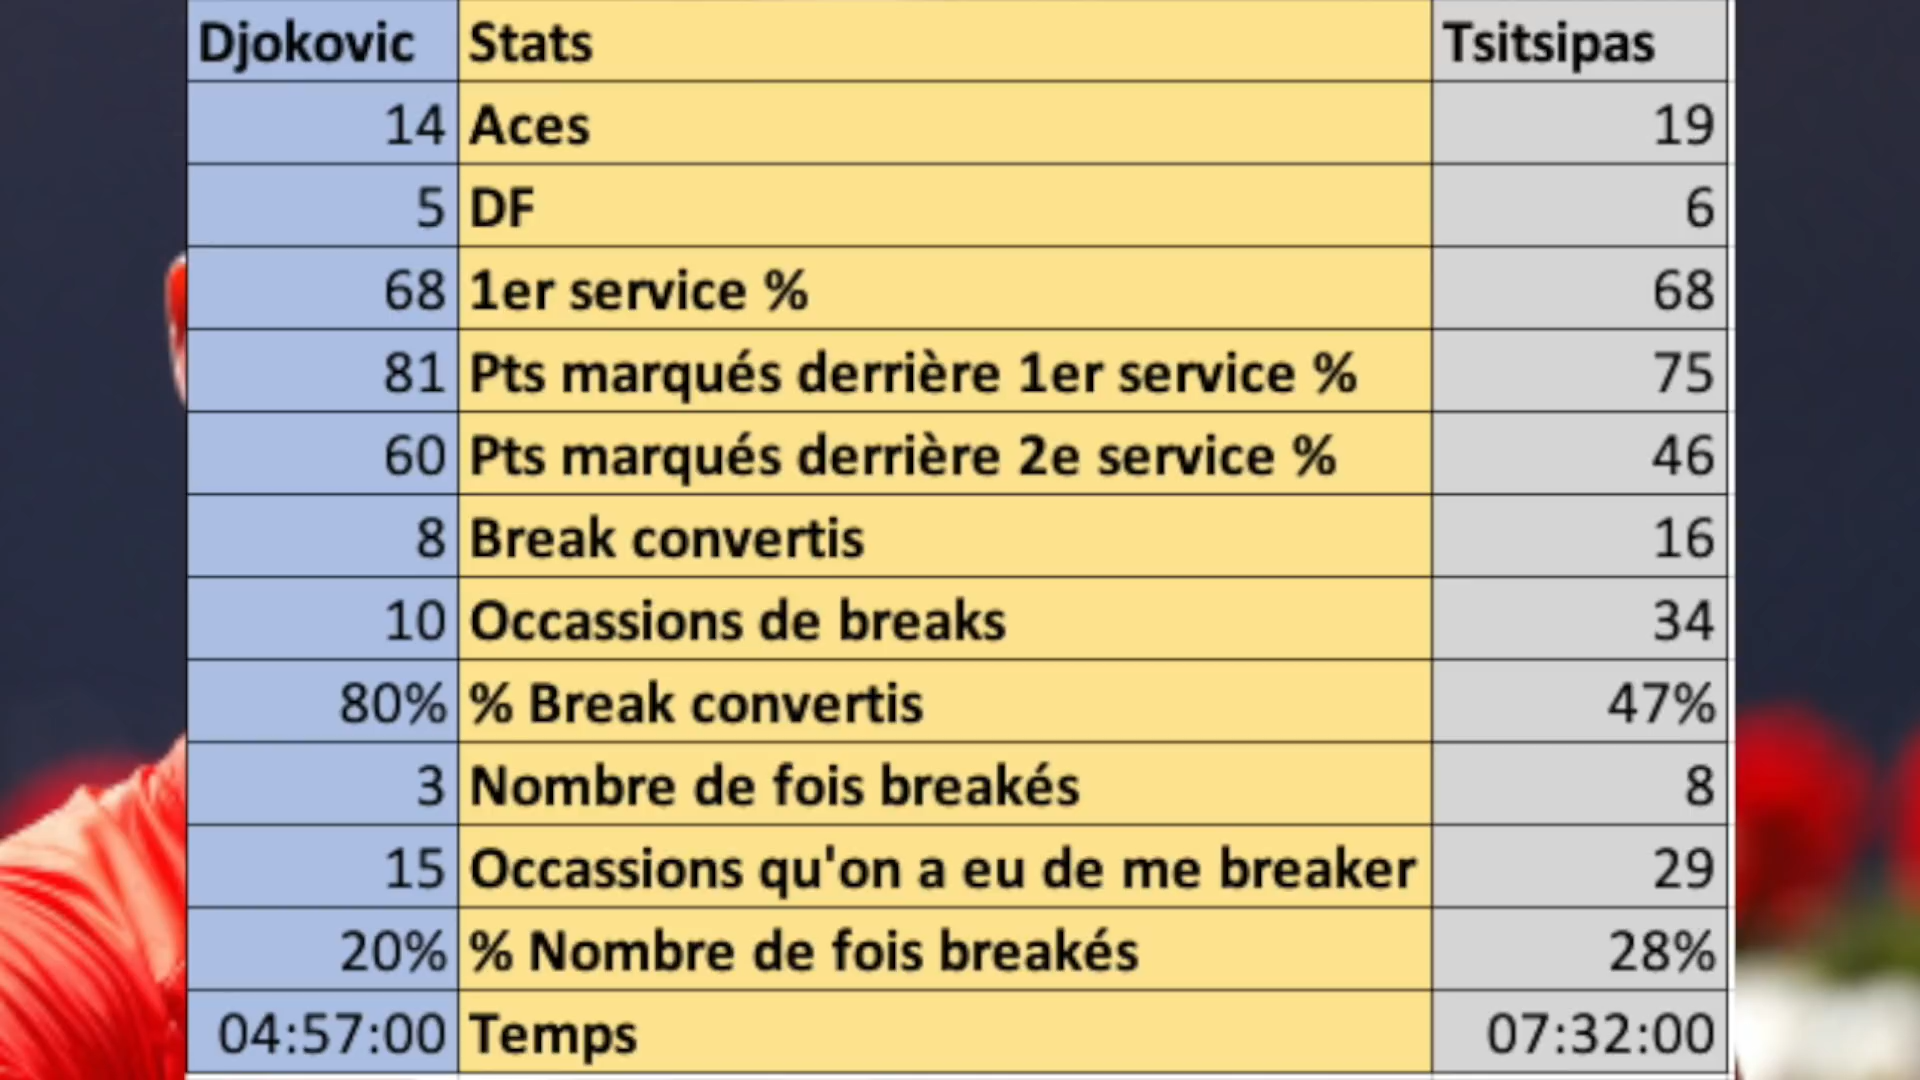 Djokovic Stats Tsitsipas
14 Aces 19
5 DF 6
68 1er service % 68
81 Pts marqués derrière 1er service % 75
60 Pts marqués derrière 2e service % 46
8 Break convertis 16
10 Occassions de breaks 34
80% % Break convertis 47%
3 Nombre de fois breakés 8
15 Occassions qu'on a eu de me breaker 29
20% % Nombre de fois breakés 28%
04:57:00 Temps 07:32:00